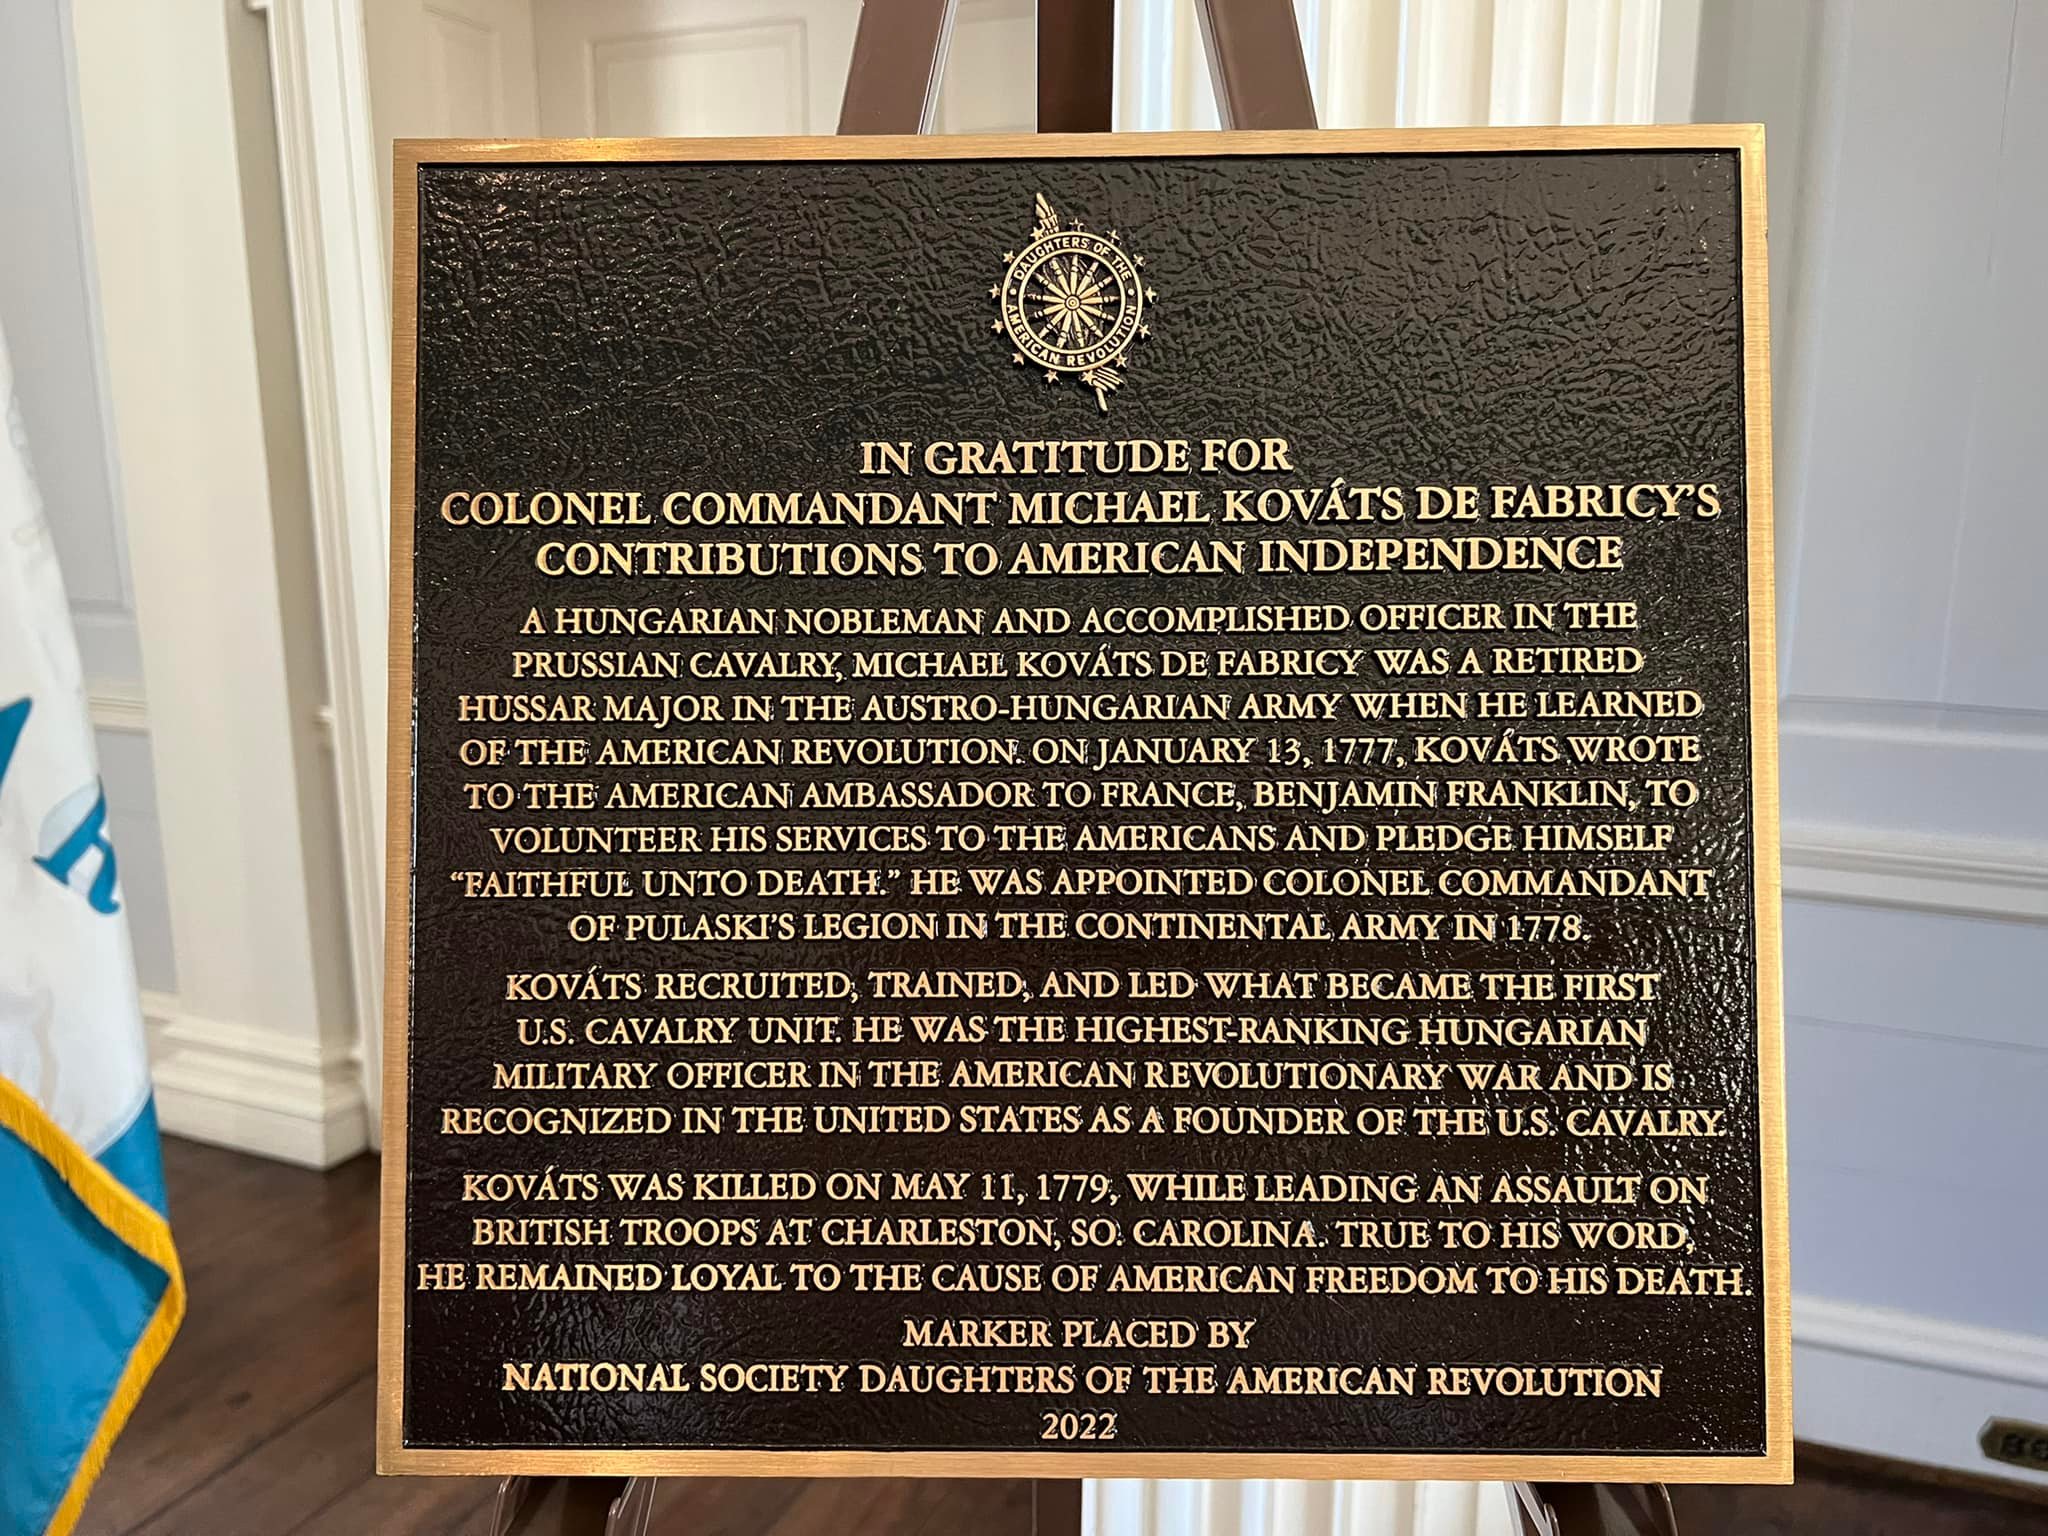 DAUGHTERS OF THE
AMERICAN REVOLUTION
IN GRATITUDE FOR
COLONEL COMMANDANT MICHAEL KOVÁTS DE FABRICY'S
CONTRIBUTIONS TO AMERICAN INDEPENDENCE
A HUNGARIAN NOBLEMAN AND ACCOMPLISHED OFFICER IN THE
PRUSSIAN CAVALRY, MICHAEL KOVÁTS DE FABRICY WAS A RETIRED
HUSSAR MAJOR IN THE AUSTRO-HUNGARIAN ARMY WHEN HE LEARNED
OF THE AMERICAN REVOLUTION. ON JANUARY 13, 1777, KOVÁTS WROTE
TO THE AMERICAN AMBASSADOR TO FRANCE, BENJAMIN FRANKLIN, TO
VOLUNTEER HIS SERVICES TO THE AMERICANS AND PLEDGE HIMSELF
“FAITHFUL UNTO DEATH.” HE WAS APPOINTED COLONEL COMMANDANT
OF PULASKI'S LEGION IN THE CONTINENTAL ARMY IN 1778.
KOVÁTS RECRUITED, TRAINED, AND LED WHAT BECAME THE FIRST
U.S. CAVALRY UNIT. HE WAS THE HIGHEST-RANKING HUNGARIAN
MILITARY OFFICER IN THE AMERICAN REVOLUTIONARY WAR AND IS
RECOGNIZED IN THE UNITED STATES AS A FOUNDER OF THE U.S. CAVALRY.
KOVÁTS WAS KILLED ON MAY 11, 1779, WHILE LEADING AN ASSAULT ON
BRITISH TROOPS AT CHARLESTON, SO. CAROLINA. TRUE TO HIS WORD,
HE REMAINED LOYAL TO THE CAUSE OF AMERICAN FREEDOM TO HIS DEATH.
MARKER PLACED BY
NATIONAL SOCIETY DAUGHTERS OF THE AMERICAN REVOLUTION
2022